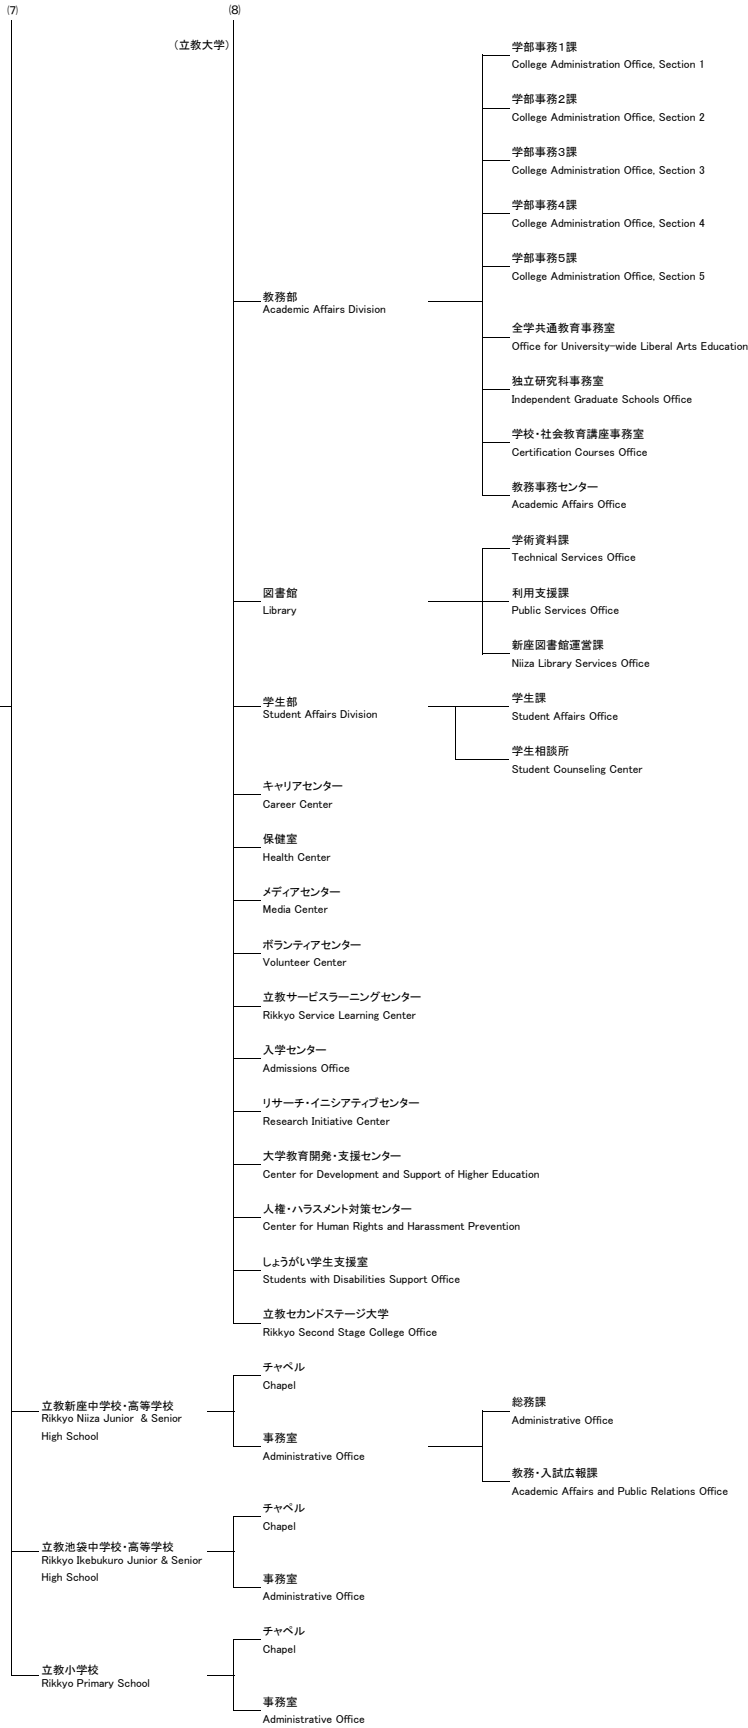 (7)
(8)
(立教大学)
学部事務1課
College Administration Office, Section 1
学部事務2課
College Administration Office, Section 2
学部事務3課
College Administration Office, Section 3
学部事務4課
College Administration Office, Section 4
学部事務5課
College Administration Office, Section 5
教務部
Academic Affairs Division
全学共通教育事務室
Office for University-wide Liberal Arts Education
独立研究科事務室
Independent Graduate Schools Office
学校・社会教育講座事務室
Certification Courses Office
教務事務センター
Academic Affairs Office
図書館
Library
学術資料課
Technical Services Office
利用支援課
Public Services Office
新座図書館運営課
Niiza Library Services Office
学生部
Student Affairs Division
学生課
Student Affairs Office
学生相談所
Student Counseling Center
キャリアセンター
Career Center
保健室
Health Center
メディアセンター
Media Center
ボランティアセンター
Volunteer Center
立教サービスラーニングセンター
Rikkyo Service Learning Center
入学センター
Admissions Office
リサーチ・イニシアティブセンター
Research Initiative Center
大学教育開発・支援センター
Center for Development and Support of Higher Education
人権・ハラスメント対策センター
Center for Human Rights and Harassment Prevention
しょうがい学生支援室
Students with Disabilities Support Office
立教セカンドステージ大学
Rikkyo Second Stage College Office
立教新座中学校・高等学校
Rikkyo Niiza Junior & Senior
High School
チャペル
Chapel
事務室
Administrative Office
総務課
Administrative Office
教務・入試広報課
Academic Affairs and Public Relations Office
立教池袋中学校・高等学校
Rikkyo Ikebukuro Junior & Senior
High School
チャペル
Chapel
事務室
Administrative Office
立教小学校
Rikkyo Primary School
チャペル
Chapel
事務室
Administrative Office